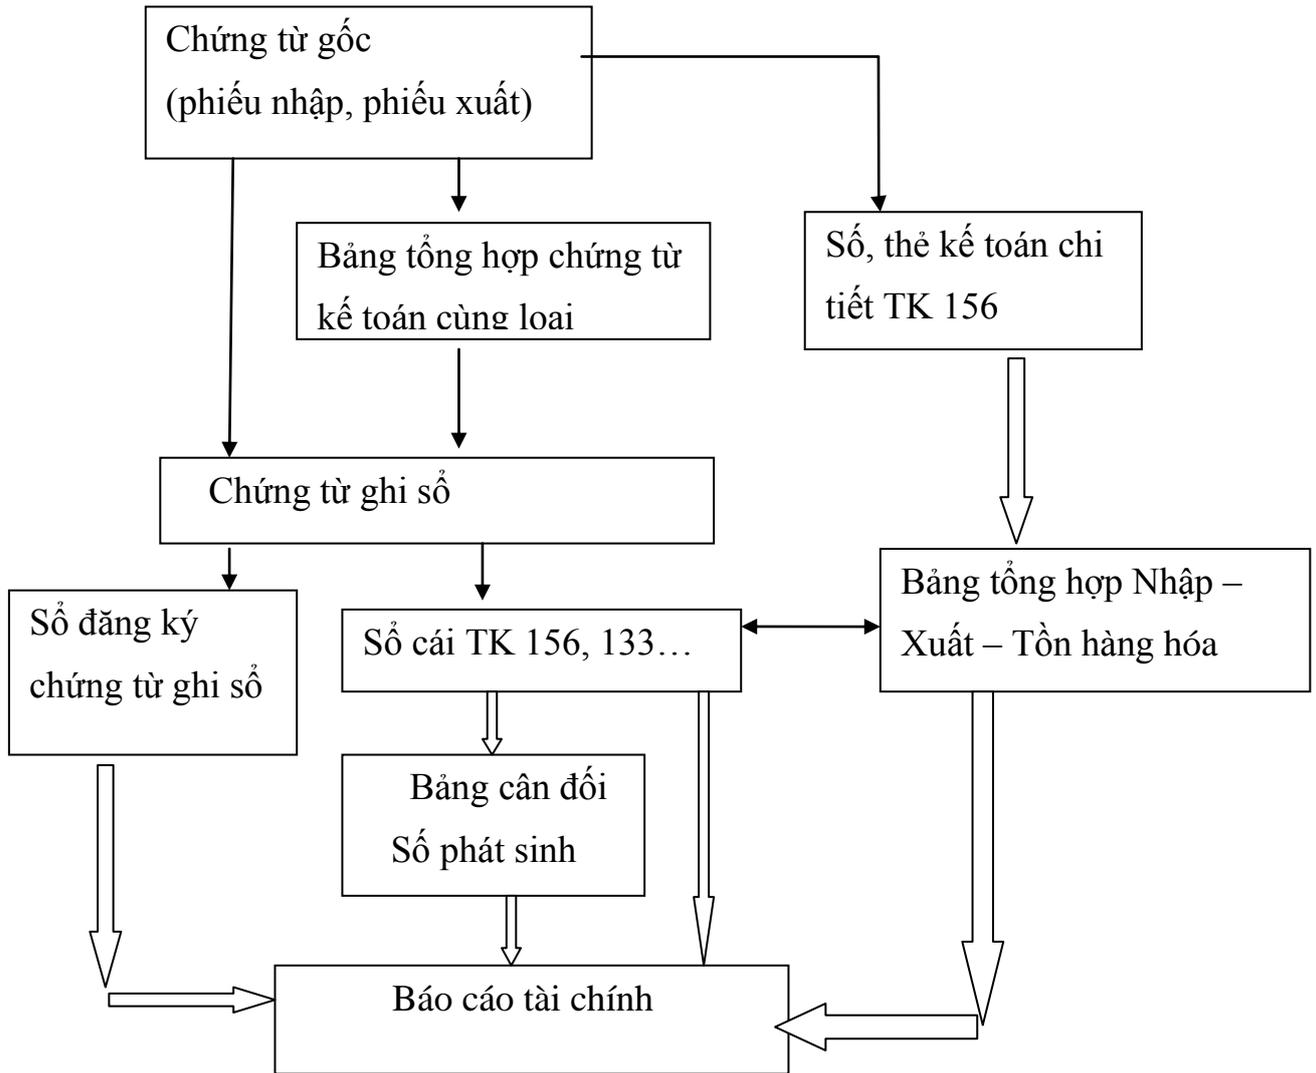 Chứng từ gốc
(phiếu nhập, phiếu xuất)
Bảng tổng hợp chứng từ
kế toán cùng loại
Số, thẻ kế toán chi
tiết TK 156
Chứng từ ghi sổ
Sổ đăng ký
chứng từ ghi sổ
Sổ cái TK 156, 133…
Bảng tổng hợp Nhập –
Xuất – Tồn hàng hóa
Bảng cân đối
Số phát sinh
Báo cáo tài chính